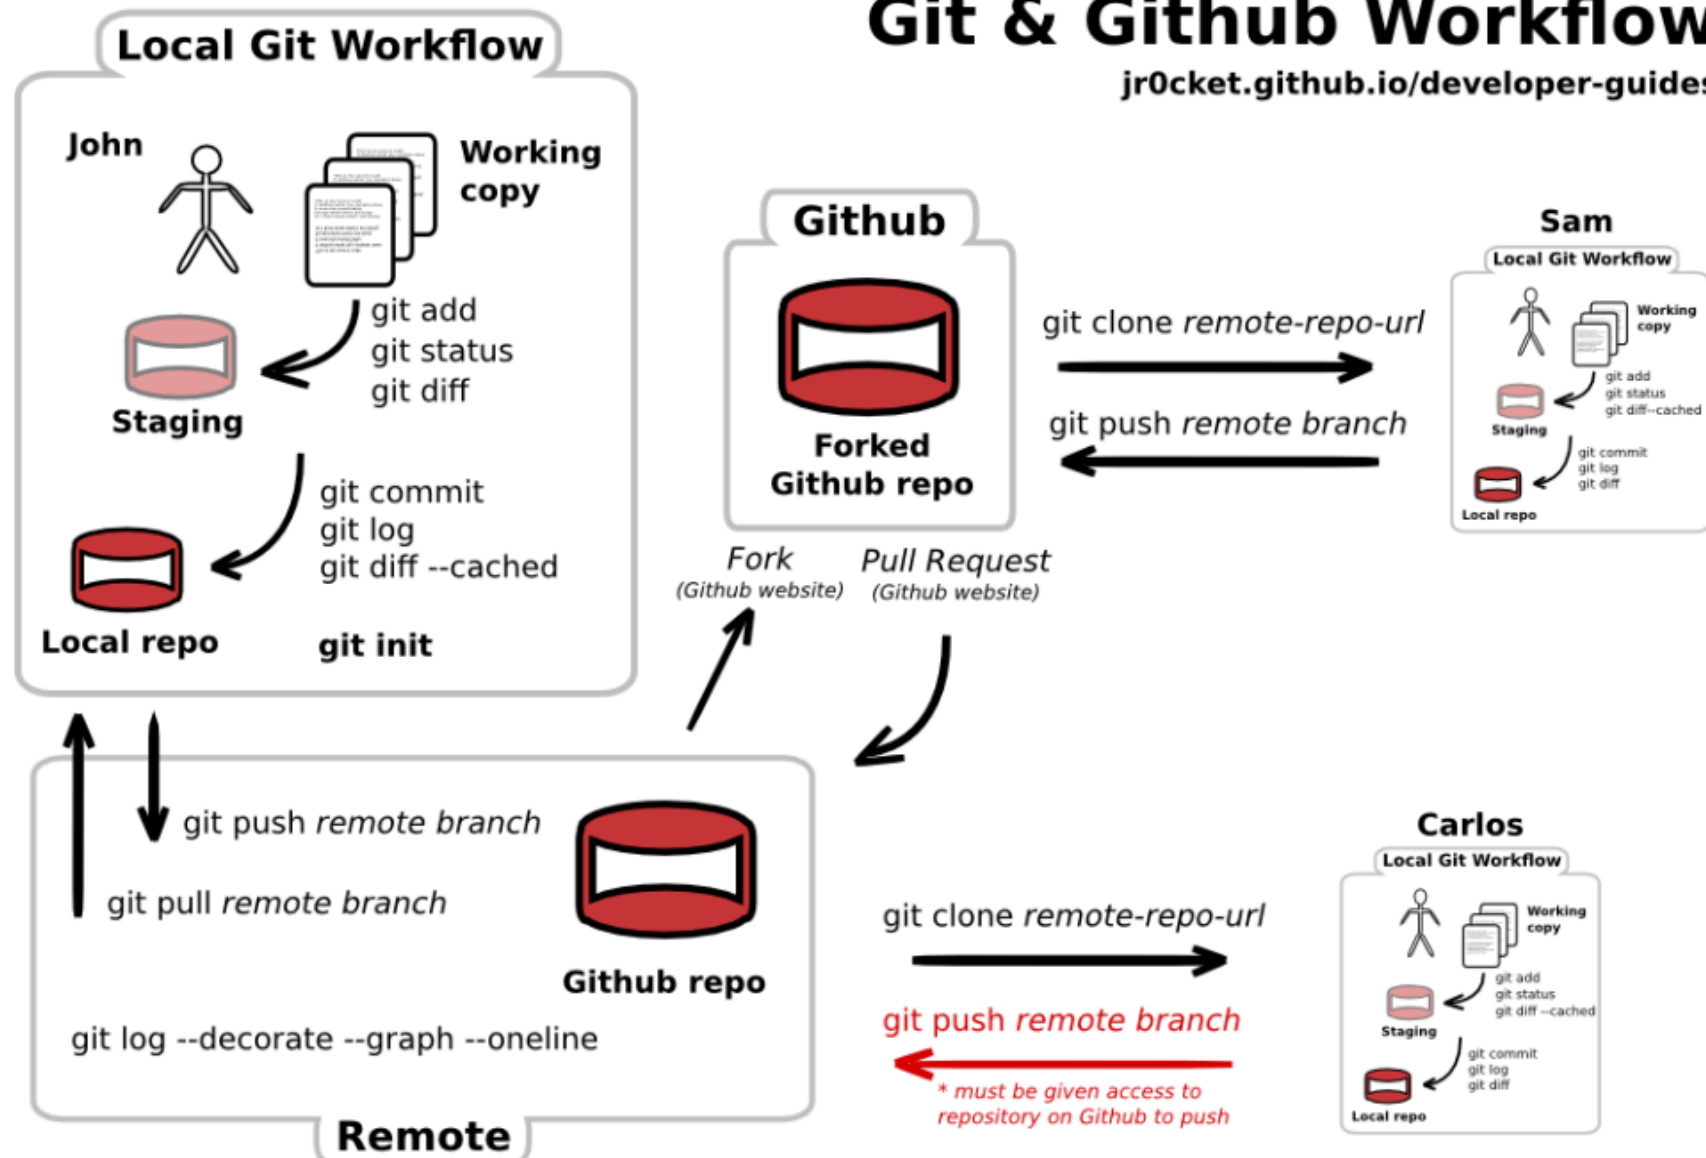 Git & Github Workflow
jr0cket.github.io/developer-guides
Local Git Workflow
John
Working
copy
git add
git status
git diff
Staging
git commit
git log
git diff --cached
Local repo
git init
Github
Forked
Github repo
Fork
(Github website)
Pull Request
(Github website)
git clone remote-repo-url
git push remote branch
Sam
Local Git Workflow
Working
copy
git add
git status
git diff--cached
Staging
git commit
git log
git diff
Local repo
git push remote branch
git pull remote branch
Github repo
git log --decorate --graph --oneline
Remote
git clone remote-repo-url
git push remote branch
* must be given access to
repository on Github to push
Carlos
Local Git Workflow
Working
copy
git add
git status
git diff --cached
Staging
git commit
git log
git diff
Local repo